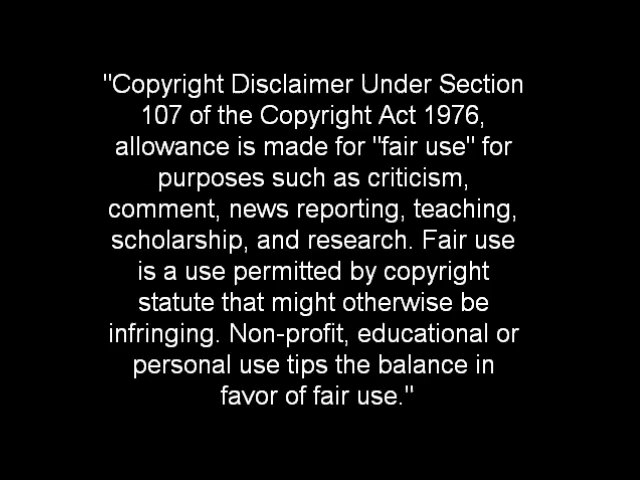 "Copyright Disclaimer Under Section
107 of the Copyright Act 1976,
allowance is made for "fair use" for
purposes such as criticism,
comment, news reporting, teaching,
scholarship, and research. Fair use
is a use permitted by copyright
statute that might otherwise be
infringing. Non-profit, educational or
personal use tips the balance in
favor of fair use."